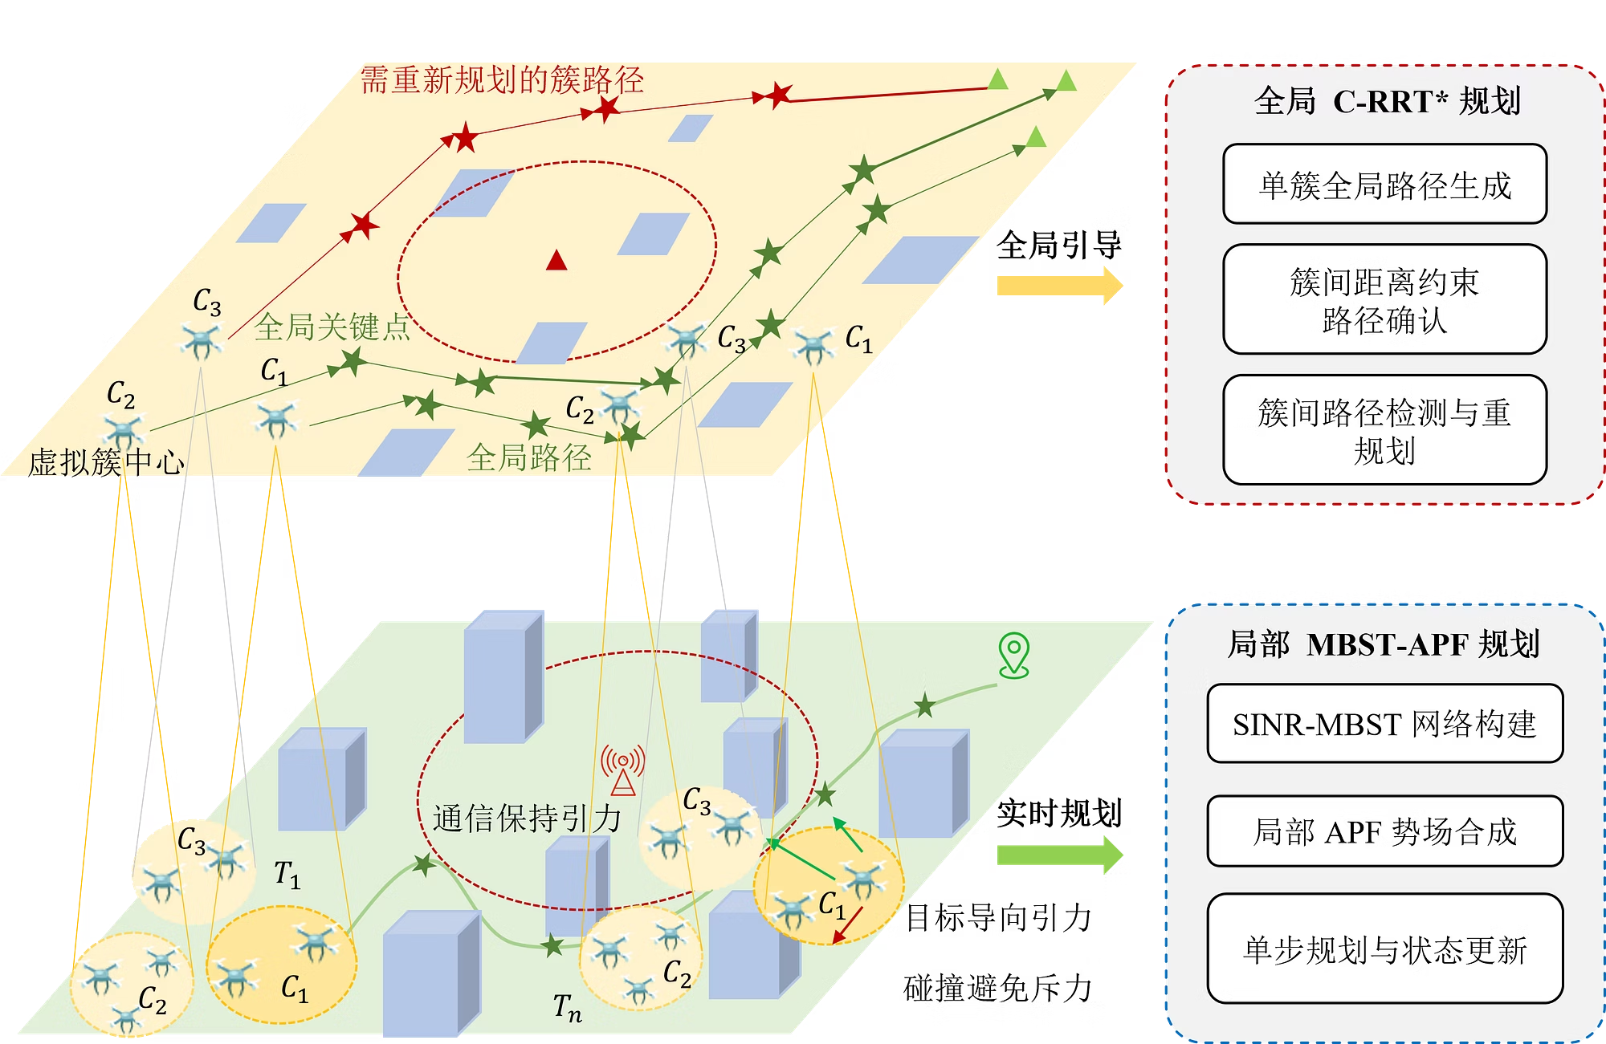 需重新规划的簇路径
C₃
全局关键点
C₁
C₂
虚拟簇中心
全局路径
C₂
C₃
C₁
全局引导
全局 C-RRT* 规划
单簇全局路径生成
簇间距离约束
路径确认
簇间路径检测与重
规划
通信保持引力
C₃
T₁
C₂
C₁
C₃
C₁
C₂
Tₙ
目标导向引力
碰撞避免斥力
实时规划
局部 MBST-APF 规划
SINR-MBST 网络构建
局部 APF 势场合成
单步规划与状态更新